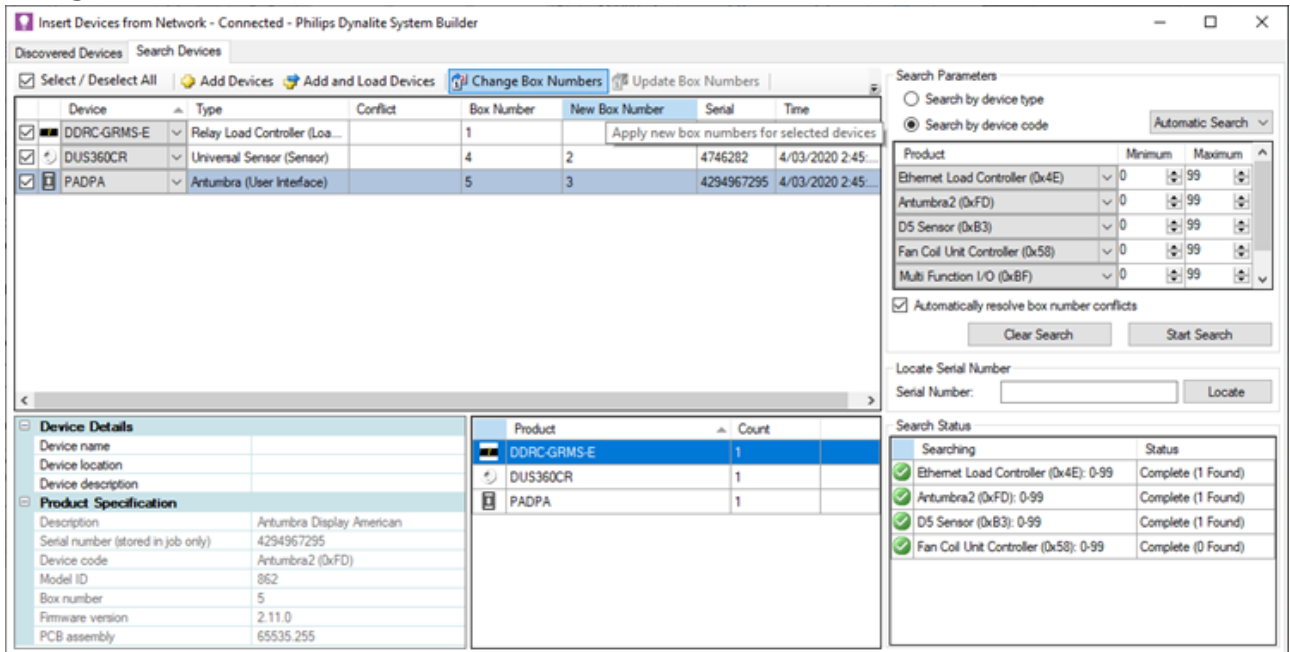 Insert Devices from Network - Connected - Philips Dynalite System Builder
Discovered Devices Search Devices
Select / Deselect All Add Devices Add and Load Devices Change Box Numbers Update Box Numbers
Device Type Conflict Box Number New Box Number Serial Time
DDRC-GRMS-E Relay Load Controller (Loa... 1
Apply new box numbers for selected devices
DUS360CR Universal Sensor (Sensor) 4 2 4746282 4/03/2020 2:45:...
PADPA Antumbra (User Interface) 5 3 4294967295 4/03/2020 2:45:...
Search Parameters
Search by device type
Search by device code Automatic Search
Product Minimum Maximum
Ethernet Load Controller (0x4E) 0 99
Antumbra2 (0xFD) 0 99
D5 Sensor (0xB3) 0 99
Fan Coil Unit Controller (0x58) 0 99
Multi Function I/O (0xBF) 0 99
Automatically resolve box number conflicts
Clear Search Start Search
Locate Serial Number
Serial Number: Locate
Device Details
Device name
Device location
Device description
Product Specification
Description Antumbra Display American
Serial number (stored in job only) 4294967295
Device code Antumbra2 (0xFD)
Model ID 862
Box number 5
Firmware version 2.11.0
PCB assembly 65535.255
Product Count
DDRC-GRMS-E 1
DUS360CR 1
PADPA 1
Search Status
Searching Status
Ethernet Load Controller (0x4E): 0-99 Complete (1 Found)
Antumbra2 (0xFD): 0-99 Complete (1 Found)
D5 Sensor (0xB3): 0-99 Complete (1 Found)
Fan Coil Unit Controller (0x58): 0-99 Complete (0 Found)